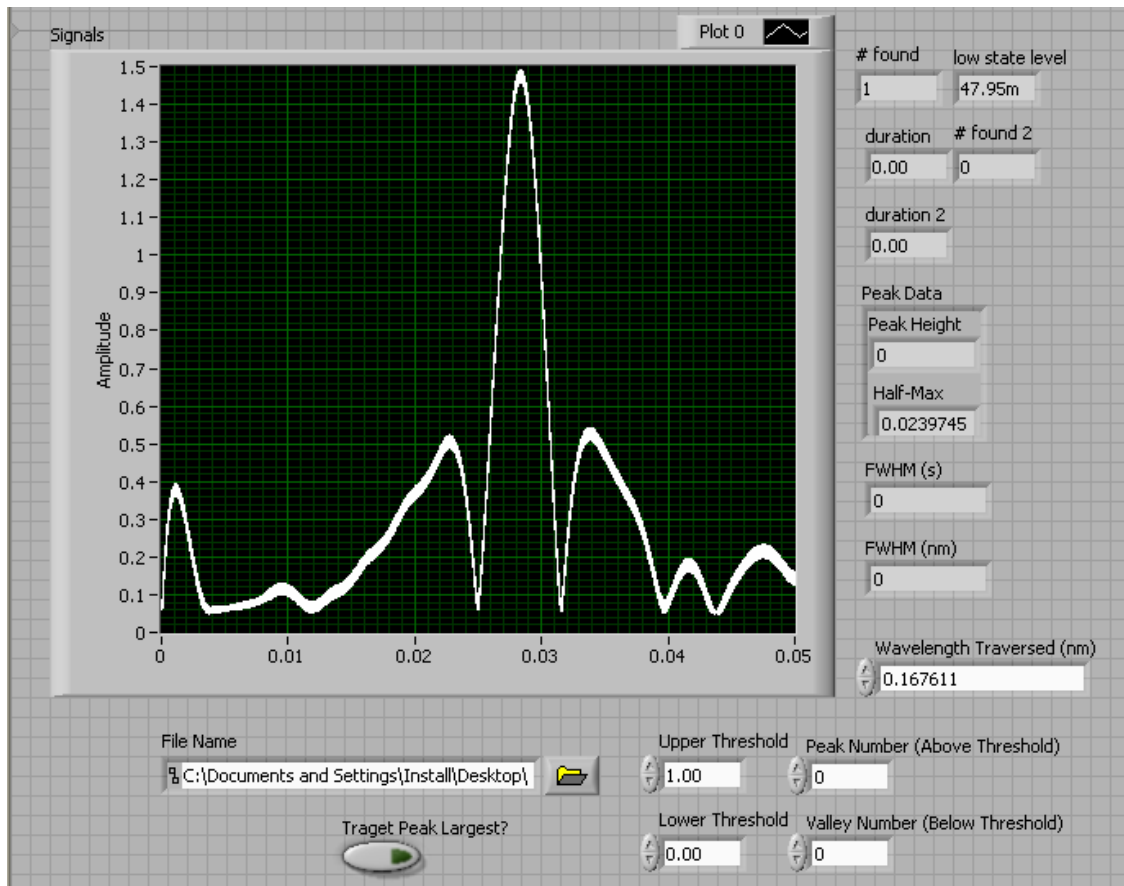 Signals
Plot 0
Amplitude
1.5
1.4
1.3
1.2
1.1
1
0.9
0.8
0.7
0.6
0.5
0.4
0.3
0.2
0.1
0
0 0.01 0.02 0.03 0.04 0.05
# found low state level
1 47.95m
duration # found 2
0.00 0
duration 2
0.00
Peak Data
Peak Height
0
Half-Max
0.0239745
FWHM (s)
0
FWHM (nm)
0
Wavelength Traversed (nm)
0.167611
File Name
C:\Documents and Settings\Install\Desktop\
Traget Peak Largest?
Upper Threshold Peak Number (Above Threshold)
1.00 0
Lower Threshold Valley Number (Below Threshold)
0.00 0